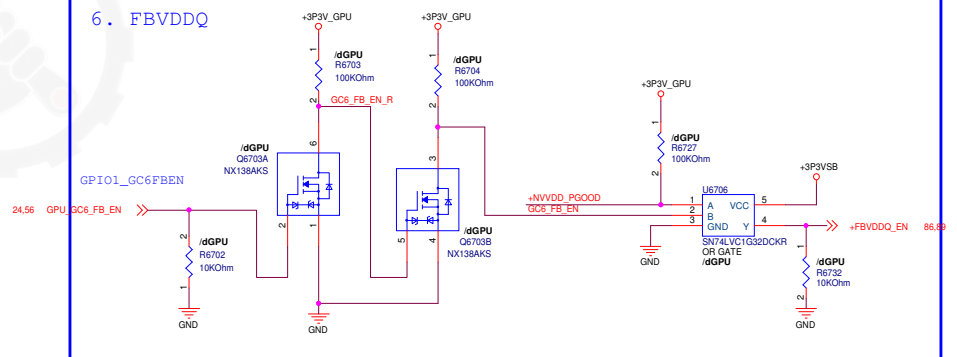 6. FBVDDQ
+3P3V_GPU
+3P3V_GPU
1
/dGPU
R6703
100KOhm
2
GC6_FB_EN_R
1
/dGPU
R6704
100KOhm
2
+3P3V_GPU
1
/dGPU
R6727
100KOhm
2
/dGPU
Q6703A
NX138AKS
6
2
1
3
5
4
/dGPU
Q6703B
NX138AKS
GPIO1_GC6FBEN
24,56 GPU_GC6_FB_EN
2
/dGPU
R6702
10KOhm
1
GND
GND
+NVVDD_PGOOD
GC6_FB_EN
+3P3VSB
U6706
1 A VCC 5
2 B
3 GND Y 4
SN74LVC1G32DCKR
OR GATE
/dGPU
GND
+FBVDDQ_EN 86,89
1
/dGPU
R6732
10KOhm
2
GND